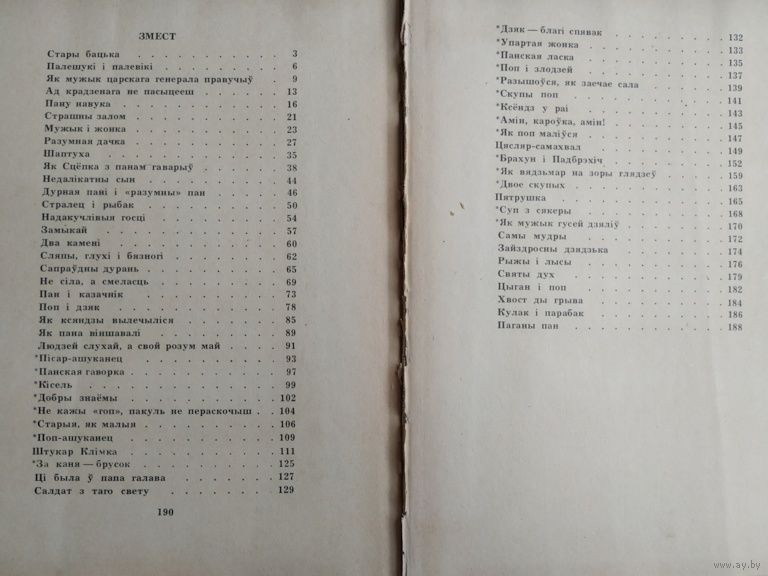 ЗМЕСТ
Стары бацька . . . . . . . . . . 3
Палешукі і палевікі . . . . . . . . 6
Як мужык царскага генерала правучыў . . 9
Ад крадзенага не пасыцееш . . . . . . 13
Пану навука . . . . . . . . . . 16
Страшны залом . . . . . . . . . . 21
Мужык і жонка . . . . . . . . . . 23
Разумная дачка . . . . . . . . . . 27
Шаптуха . . . . . . . . . . . 35
Як Сцёпка з панам гаварыў . . . . . . 38
Недалікатны сын . . . . . . . . . 44
Дурная пані і «разумны» пан . . . . . 46
Стралец і рыбак . . . . . . . . . 50
Надакучлівыя госці . . . . . . . . 54
Замыкай . . . . . . . . . . . 57
Два камені . . . . . . . . . . . 60
Сляпы, глухі і бязногі . . . . . . . 62
Сапраўдны дурань . . . . . . . . . 65
Не сіла, а смеласць . . . . . . . . 69
Пан і казачнік . . . . . . . . . . 73
Поп і дзяк . . . . . . . . . . . 78
Як ксяндзы вылечыліся . . . . . . . 85
Як пана віншавалі . . . . . . . . . 89
Людзей слухай, а свой розум май . . . . 91
*Пісар-ашуканец . . . . . . . . . 93
*Панская гаворка . . . . . . . . . 97
*Кісель . . . . . . . . . . . . 99
*Добры знаёмы . . . . . . . . . . 102
*Не кажы «гоп», пакуль не пераскочыш . . 104
*Старыя, як малыя . . . . . . . . . 106
*Поп-ашуканец . . . . . . . . . . 109
Штукар Клімка . . . . . . . . . . 111
*За каня — брусок . . . . . . . . . 125
Ці была ў папа галава . . . . . . . 127
Салдат з таго свету . . . . . . . . 129
190
*Дзяк — благі спявак . . . . . . . . 132
*Упартая жонка . . . . . . . . . . 133
*Панская ласка . . . . . . . . . . 135
*Поп і злодзей . . . . . . . . . . 137
*Разышоўся, як заечае сала . . . . . . 139
*Скупы поп . . . . . . . . . . . 141
*Ксёндз у раі . . . . . . . . . . 143
*Амін, кароўка, амін! . . . . . . . . 145
*Як поп маліўся . . . . . . . . . . 147
Цясляр-самахвал . . . . . . . . . 149
*Брахун і Падбрэхіч . . . . . . . . 152
*Як вядзьмар на зоры глядзеў . . . . . 159
*Двое скупых . . . . . . . . . . 163
Пятрушка . . . . . . . . . . . 165
*Суп з сякеры . . . . . . . . . . 168
*Як мужык гусей дзяліў . . . . . . . 170
Самы мудры . . . . . . . . . . . 172
Зайздросны дзядзька . . . . . . . . 174
Рыжы і лысы . . . . . . . . . . 176
Святы дух . . . . . . . . . . . 179
Цыган і поп . . . . . . . . . . 182
Хвост ды грыва . . . . . . . . . . 184
Кулак і парабак . . . . . . . . . 186
Паганы пан . . . . . . . . . . . 188
www.ay.by